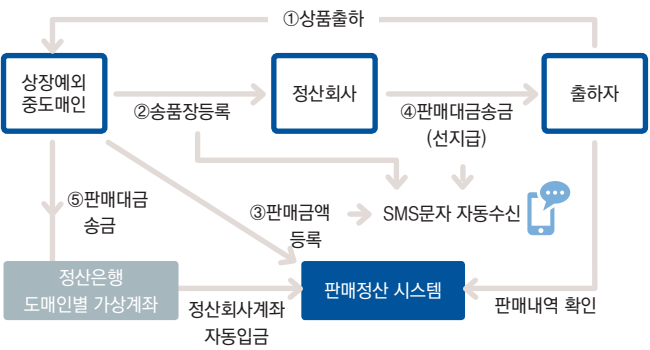 ①상품출하
상장예외
중도매인
②송품장등록
정산회사
④판매대금송금
(선지급)
출하자
⑤판매대금
송금
③판매금액
등록
SMS문자 자동수신
정산은행
도매인별 가상계좌
정산회사계좌
자동입금
판매정산 시스템
판매내역 확인